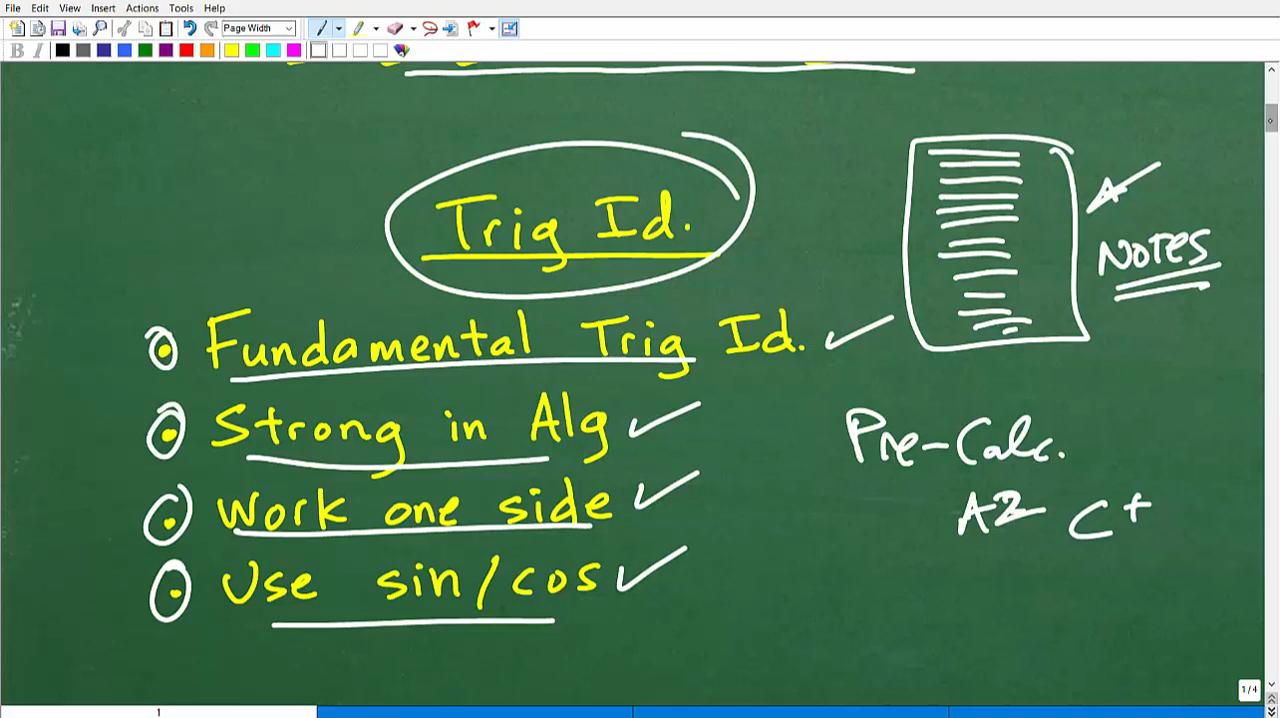 File Edit View Insert Actions Tools Help
Page Width
B I
Trig Id.
NOTES
• Fundamental Trig Id.
• Strong in Alg
• Work one side
• Use sin/cos
Pre-Calc.
A2 C+
1/4
1